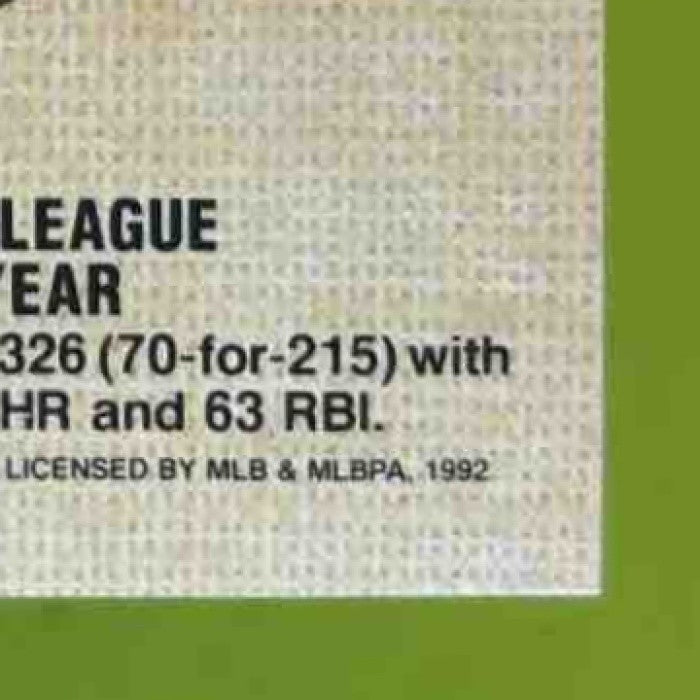 LEAGUE
YEAR
326 (70-for-215) with
HR and 63 RBI.
LICENSED BY MLB & MLBPA, 1992